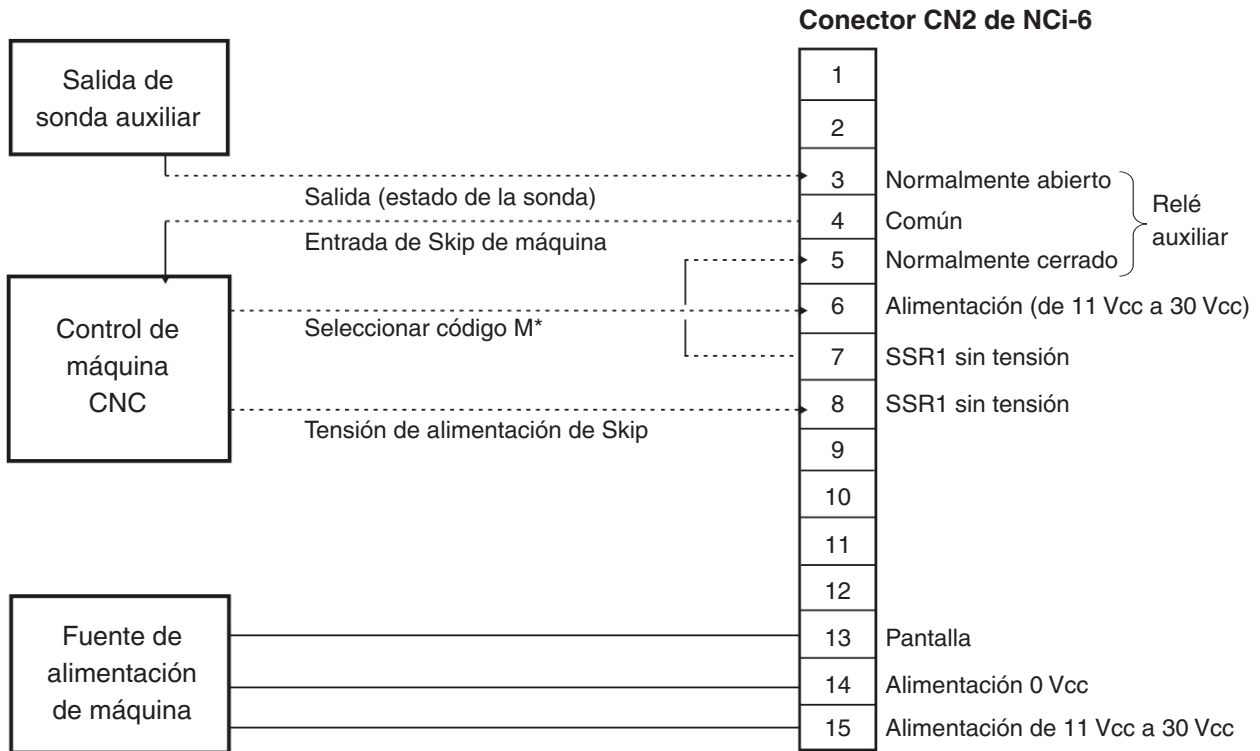 Conector CN2 de NCi-6
Salida de
sonda auxiliar
1
2
3
Normalmente abierto
Salida (estado de la sonda)
4
Común
Relé
auxiliar
Entrada de Skip de máquina
5
Normalmente cerrado
Control de
máquina
CNC
6
Alimentación (de 11 Vcc a 30 Vcc)
Seleccionar código M*
7
SSR1 sin tensión
8
SSR1 sin tensión
Tensión de alimentación de Skip
9
10
11
12
Fuente de
alimentación
de máquina
13
Pantalla
14
Alimentación 0 Vcc
15
Alimentación de 11 Vcc a 30 Vcc